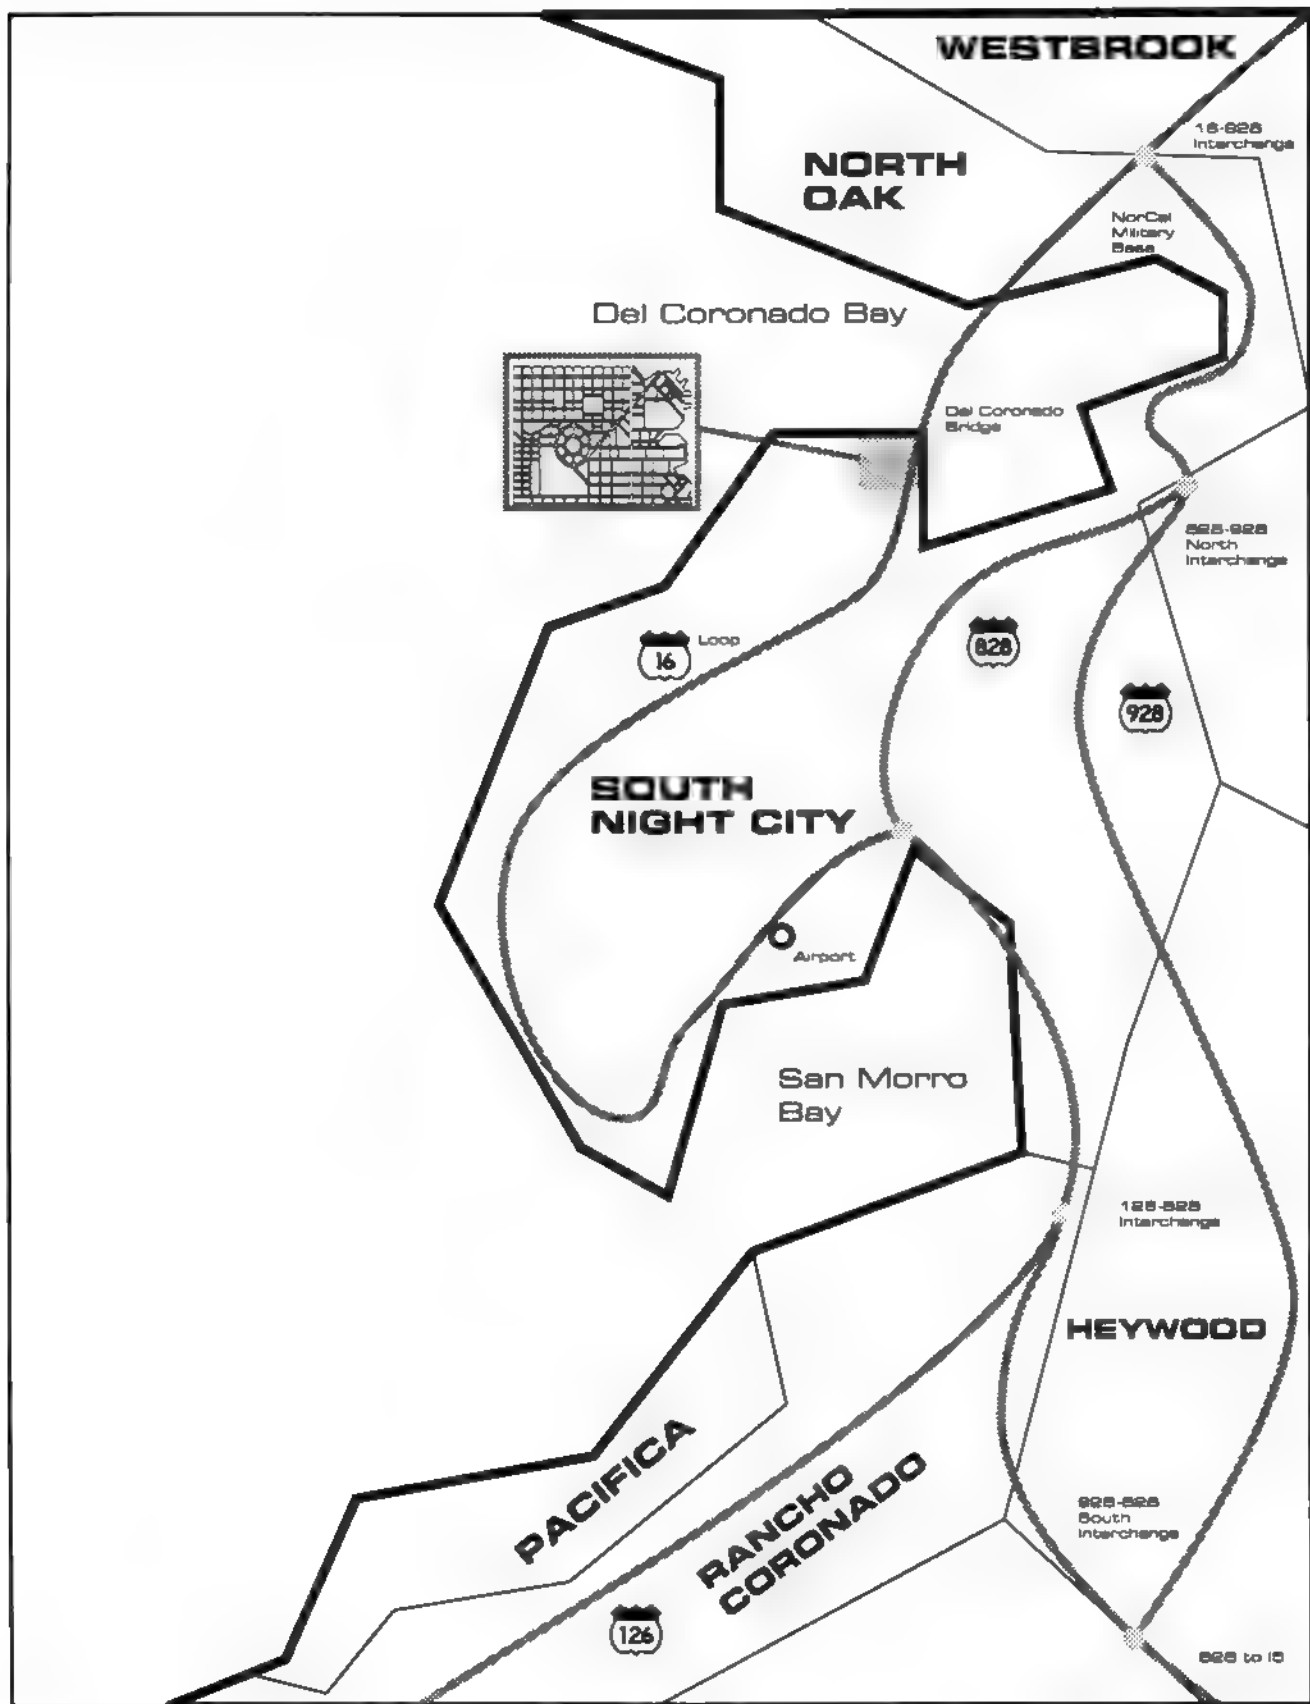 WESTBROOK
16-828
Interchange
NORTH
OAK
NorCal
Military
Base
Del Coronado Bay
Del Coronado
Bridge
828-928
North
Interchange
16
Loop
828
928
SOUTH
NIGHT CITY
Airport
San Morro
Bay
126-828
Interchange
HEYWOOD
PACIFICA
RANCHO
CORONADO
928-828
South
Interchange
126
828 to I5